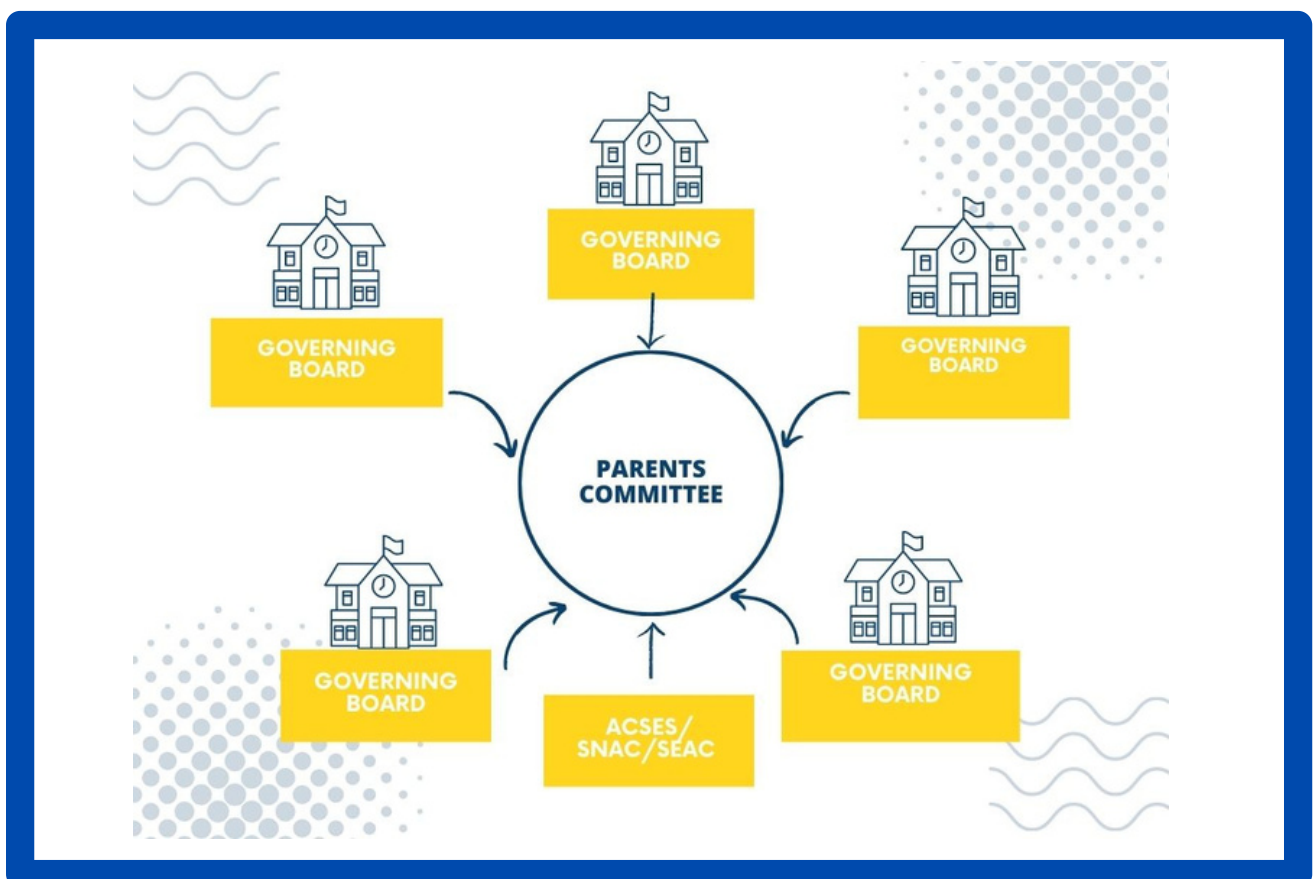 GOVERNING
BOARD
GOVERNING
BOARD
GOVERNING
BOARD
PARENTS
COMMITTEE
GOVERNING
BOARD
GOVERNING
BOARD
ACSES/
SNAC/SEAC